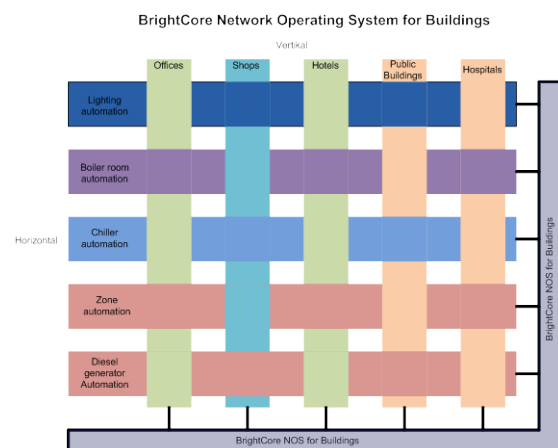 BrightCore Network Operating System for Buildings
Vertikal
Offices
Shops
Hotels
Public
Buildings
Hospitals
Lighting
automation
Boiler room
automation
Chiller
automation
Horizontal
Zone
automation
Diesel
generator
Automation
BrightCore NOS for Buildings
BrightCore NOS for Buildings